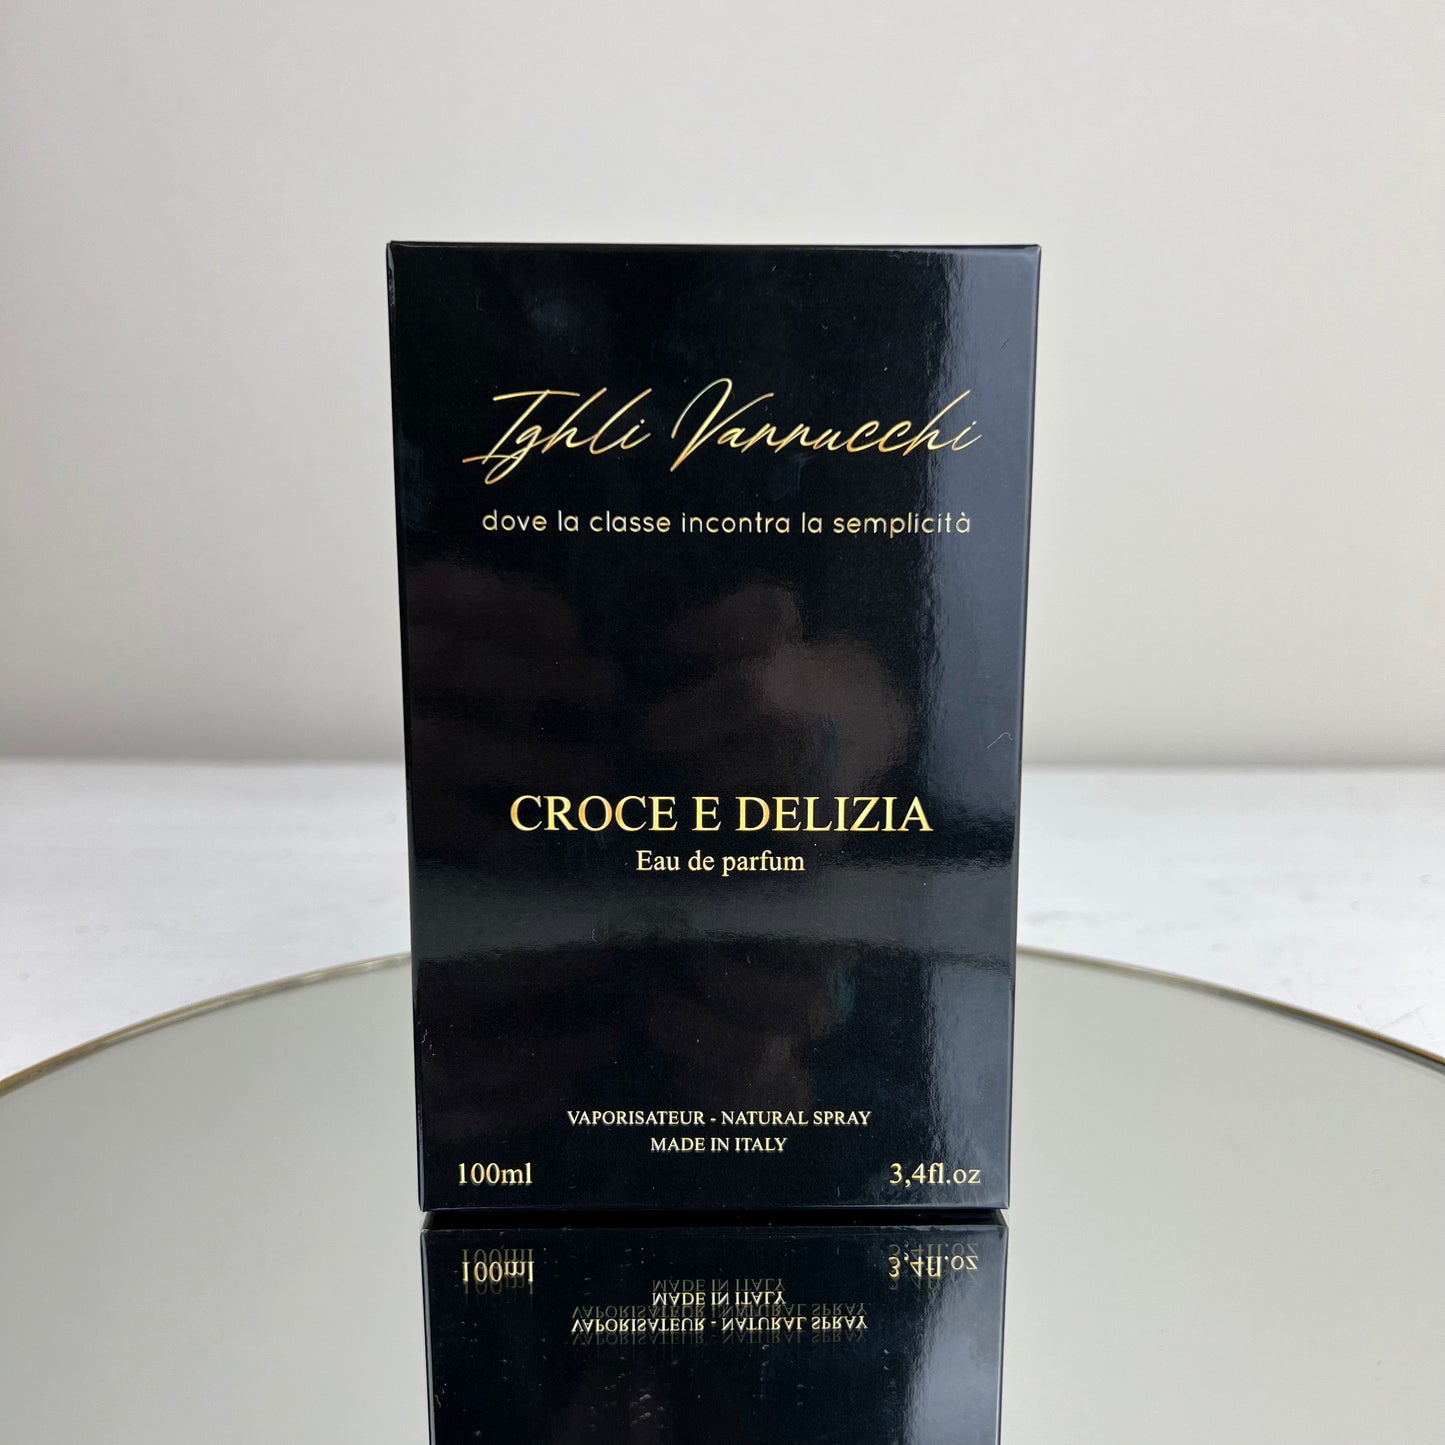 Ighli Vannucchi
dove la classe incontra la semplicità
CROCE E DELIZIA
Eau de parfum
VAPORISATEUR - NATURAL SPRAY
MADE IN ITALY
100ml 3,4fl.oz